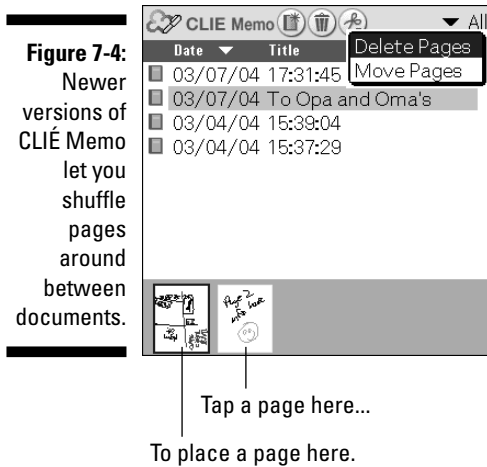 Figure 7-4:
Newer
versions of
CLIÉ Memo
let you
shuffle
pages
around
between
documents.
CLIE Memo
All
Date Title
Delete Pages
Move Pages
03/07/04 17:31:45
03/07/04 To Opa and Oma's
03/04/04 15:39:04
03/04/04 15:37:29
Page 2
Tap a page here...
To place a page here.